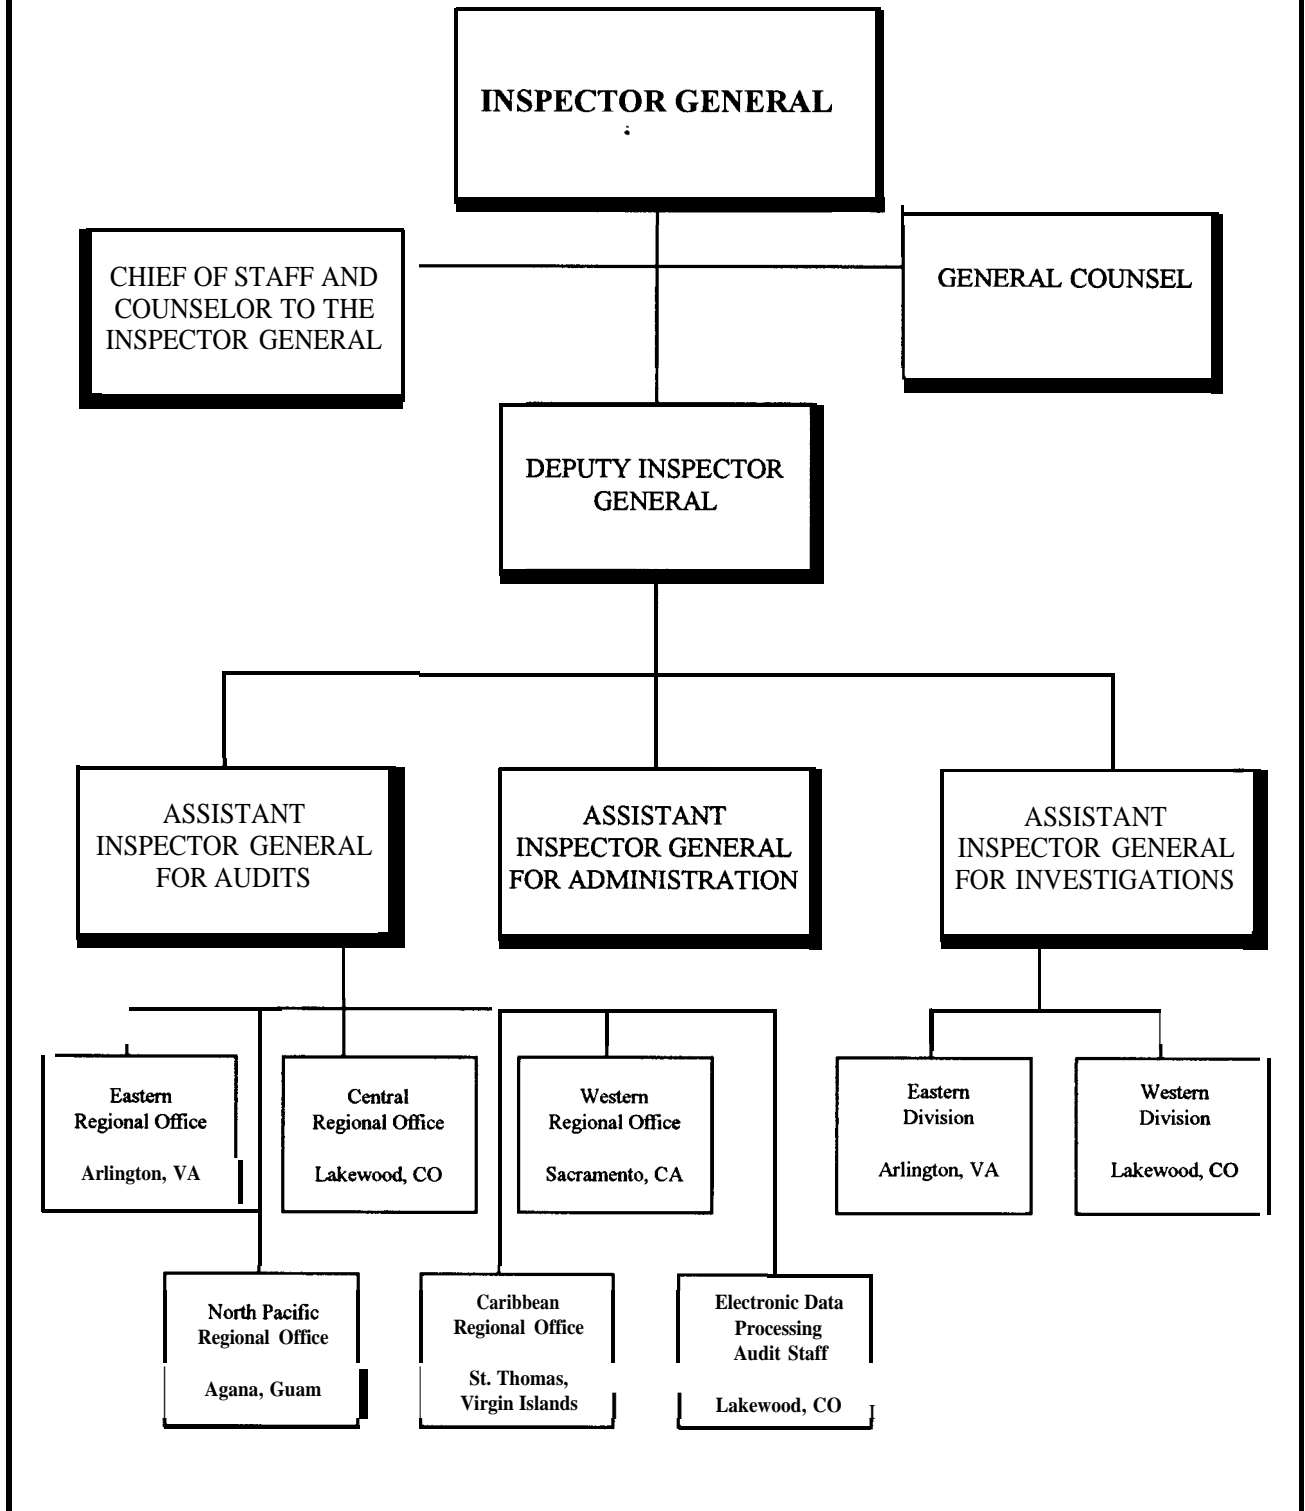 INSPECTOR GENERAL
CHIEF OF STAFF AND
COUNSELOR TO THE
INSPECTOR GENERAL
GENERAL COUNSEL
DEPUTY INSPECTOR
GENERAL
ASSISTANT
INSPECTOR GENERAL
FOR AUDITS
ASSISTANT
INSPECTOR GENERAL
FOR ADMINISTRATION
ASSISTANT
INSPECTOR GENERAL
FOR INVESTIGATIONS
Eastern
Regional Office
Arlington, VA
Central
Regional Office
Lakewood, CO
Western
Regional Office
Sacramento, CA
Eastern
Division
Arlington, VA
Western
Division
Lakewood, CO
North Pacific
Regional Office
Agana, Guam
Caribbean
Regional Office
St. Thomas,
Virgin Islands
Electronic Data
Processing
Audit Staff
Lakewood, CO